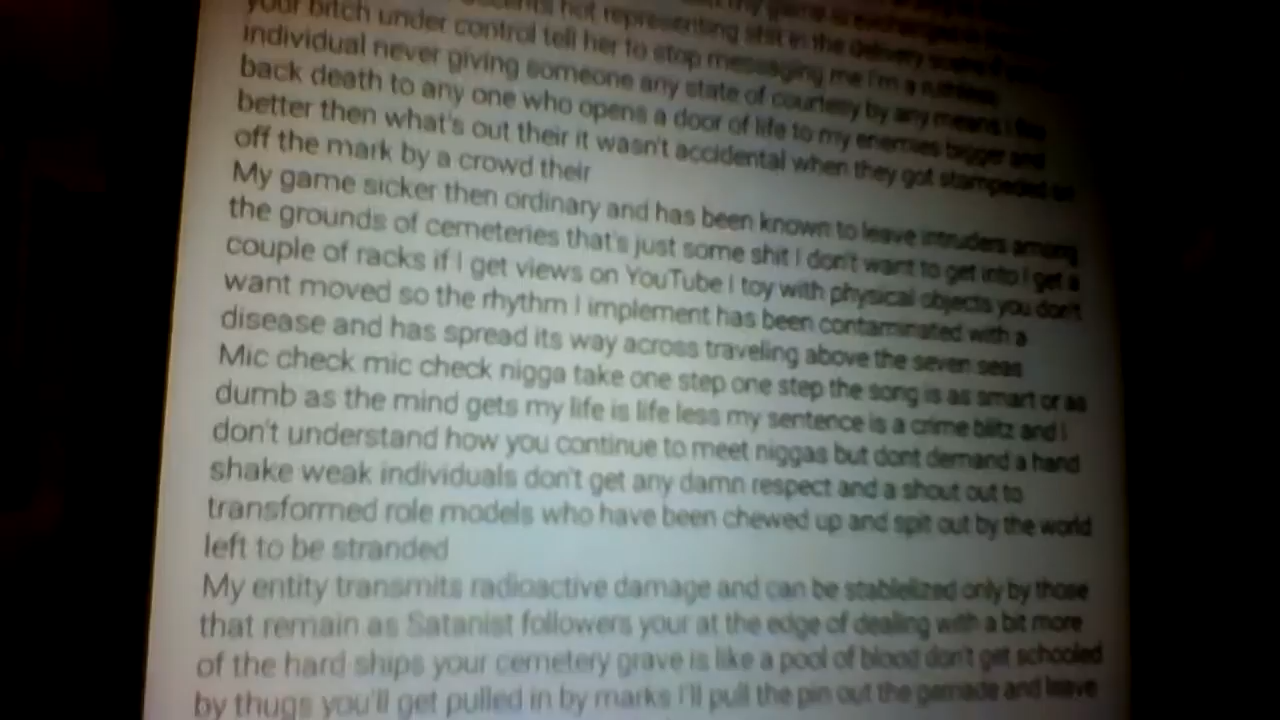 not representing shit in the delivery
your bitch under control tell her to stop messaging me I'm a ruthless
individual never giving someone any state of courtesy by any means I fire
back death to any one who opens a door of life to my enemies bigger and
better then what's out their it wasn't accidental when they got stampeded
off the mark by a crowd their
My game sicker then ordinary and has been known to leave intruders among
the grounds of cemeteries that's just some shit I don't want to get into I get a
couple of racks if I get views on YouTube I toy with physical objects you don't
want moved so the rhythm I implement has been contaminated with a
disease and has spread its way across traveling above the seven seas
Mic check mic check nigga take one step one step the song is as smart or as
dumb as the mind gets my life is life less my sentence is a crime blitz and I
don't understand how you continue to meet niggas but dont demand a hand
shake weak individuals don't get any damn respect and a shout out to
transformed role models who have been chewed up and spit out by the world
left to be stranded
My entity transmits radioactive damage and can be only by those
that remain as Satanist followers your at the edge of dealing with a bit more
of the hard ships your cemetery grave is like a pool of blood don't get schooled
by thugs you'll get pulled in by marks I'll pull the pin out the and leave